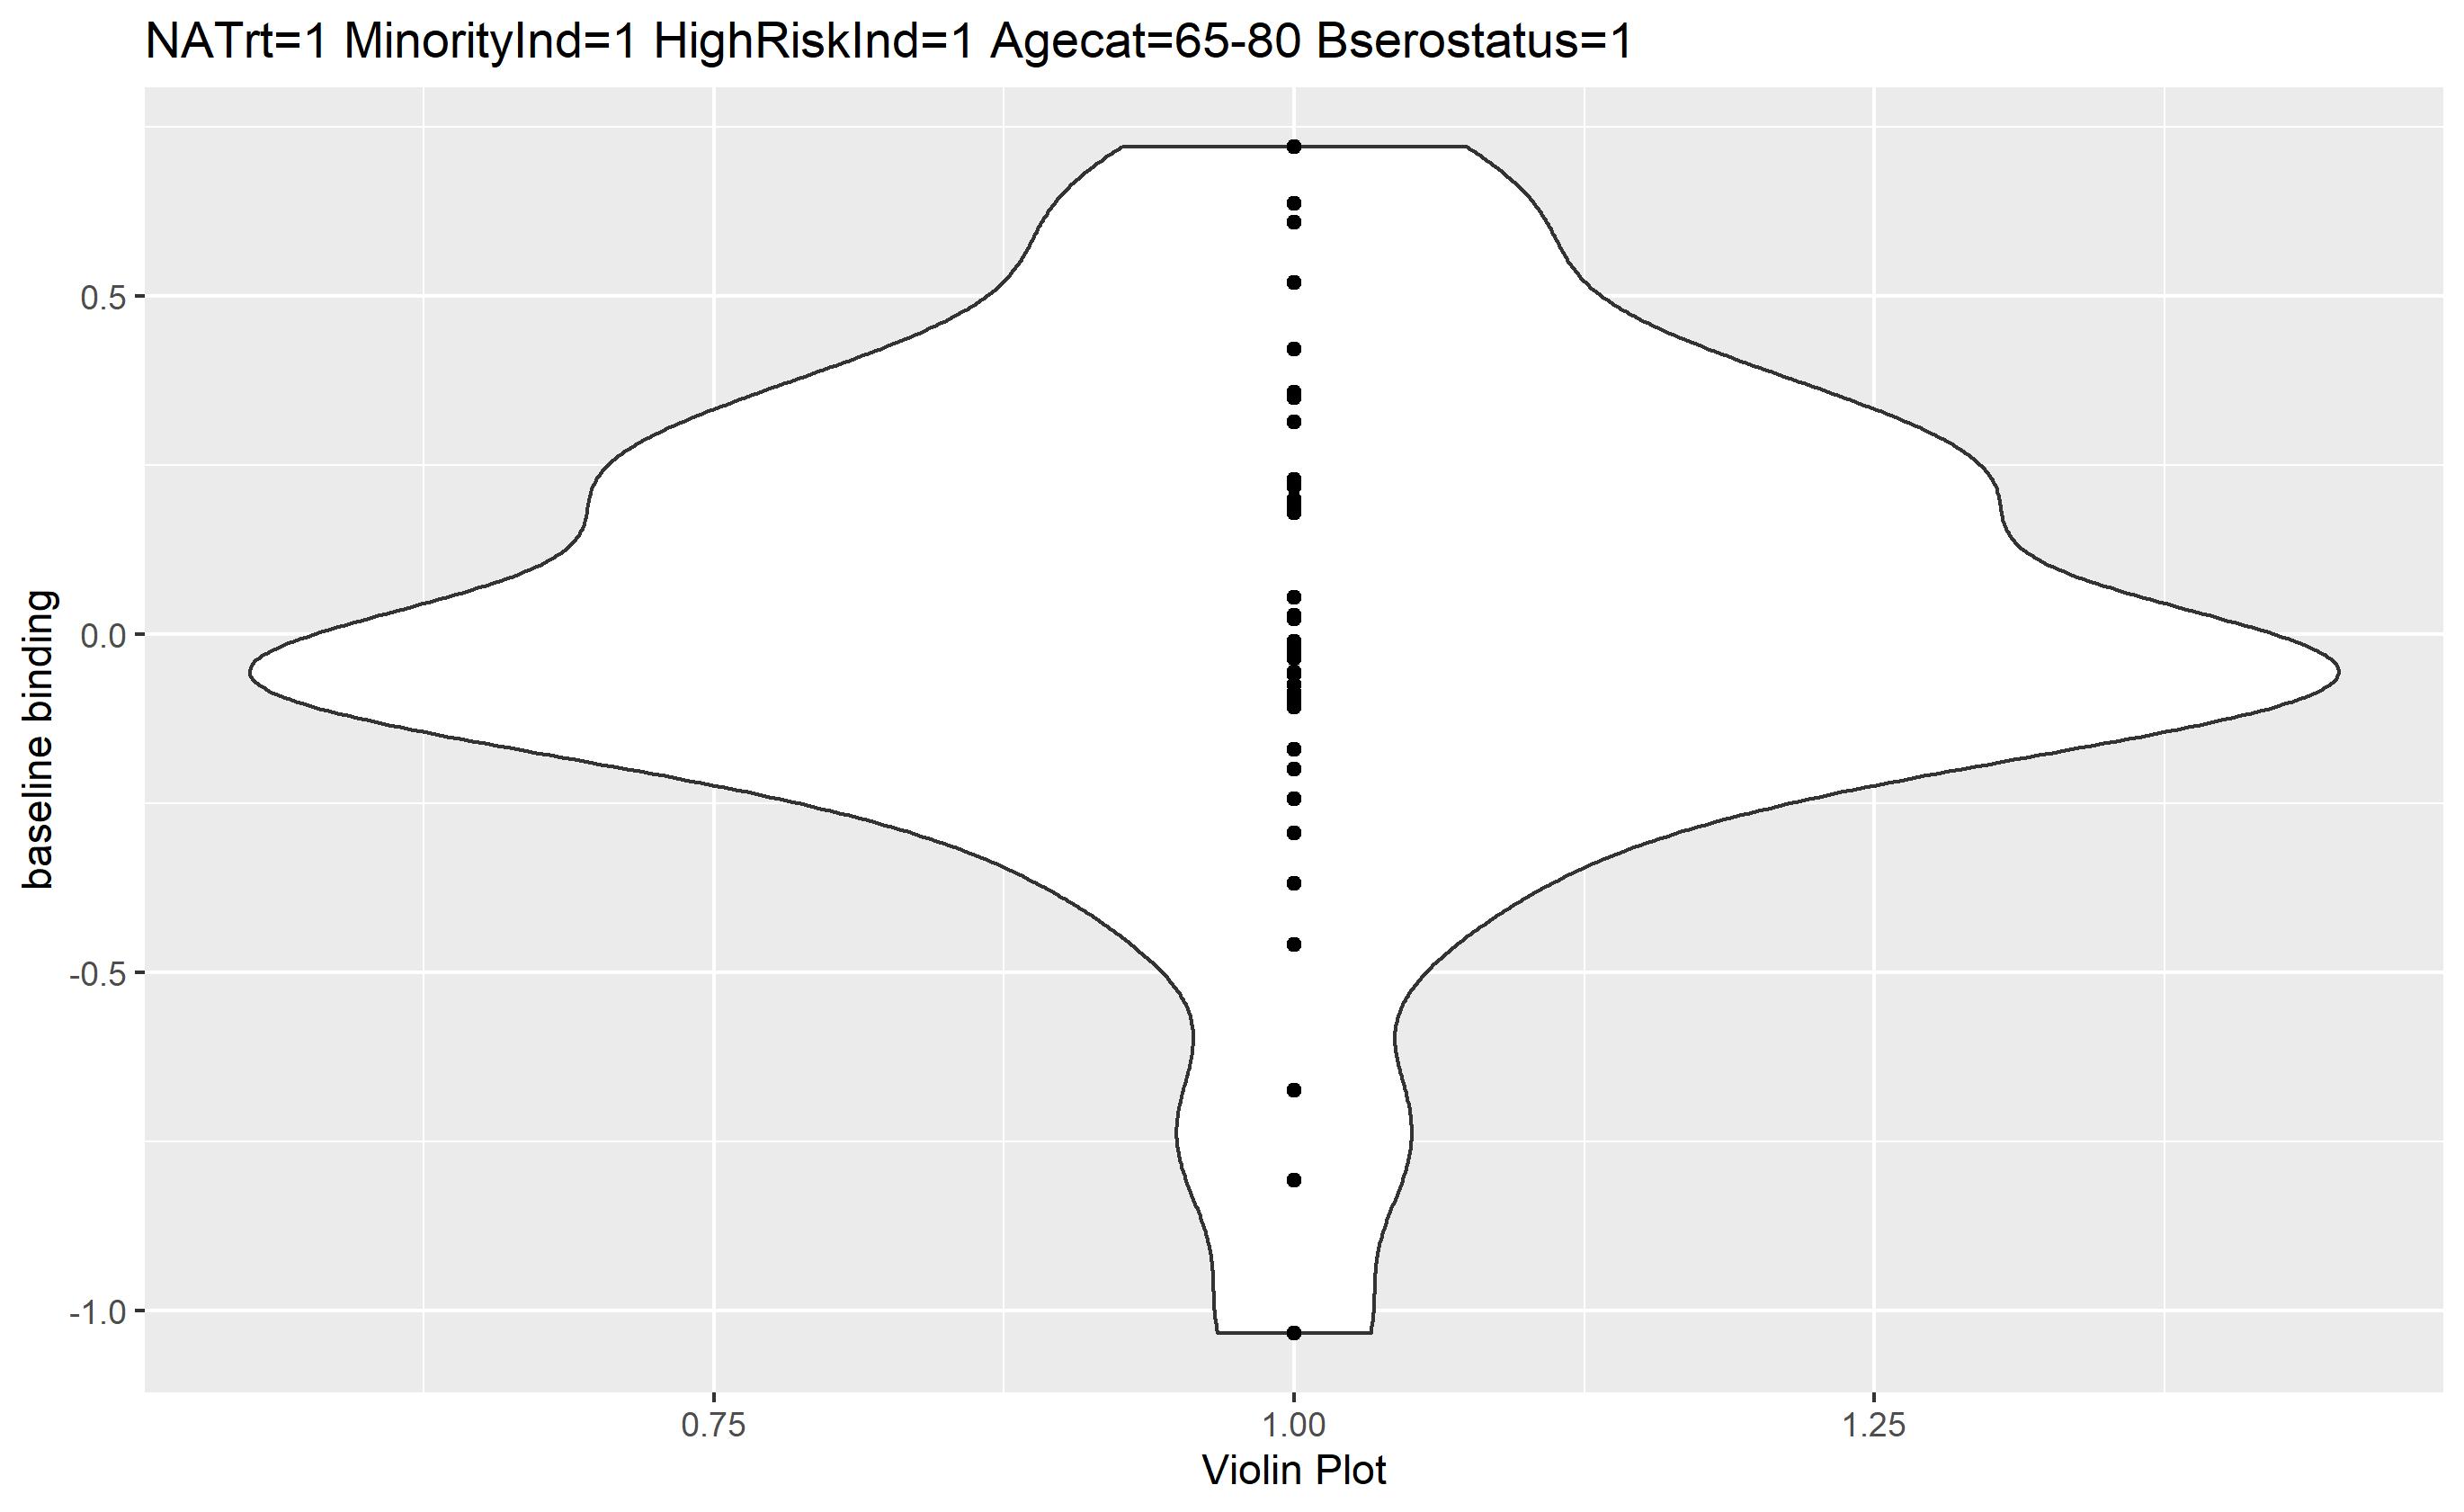 NATrt=1 MinorityInd=1 HighRiskInd=1 Agecat=65-80 Bserostatus=1
baseline binding
0.5
0.0
-0.5
-1.0
0.75 1.00 1.25
Violin Plot